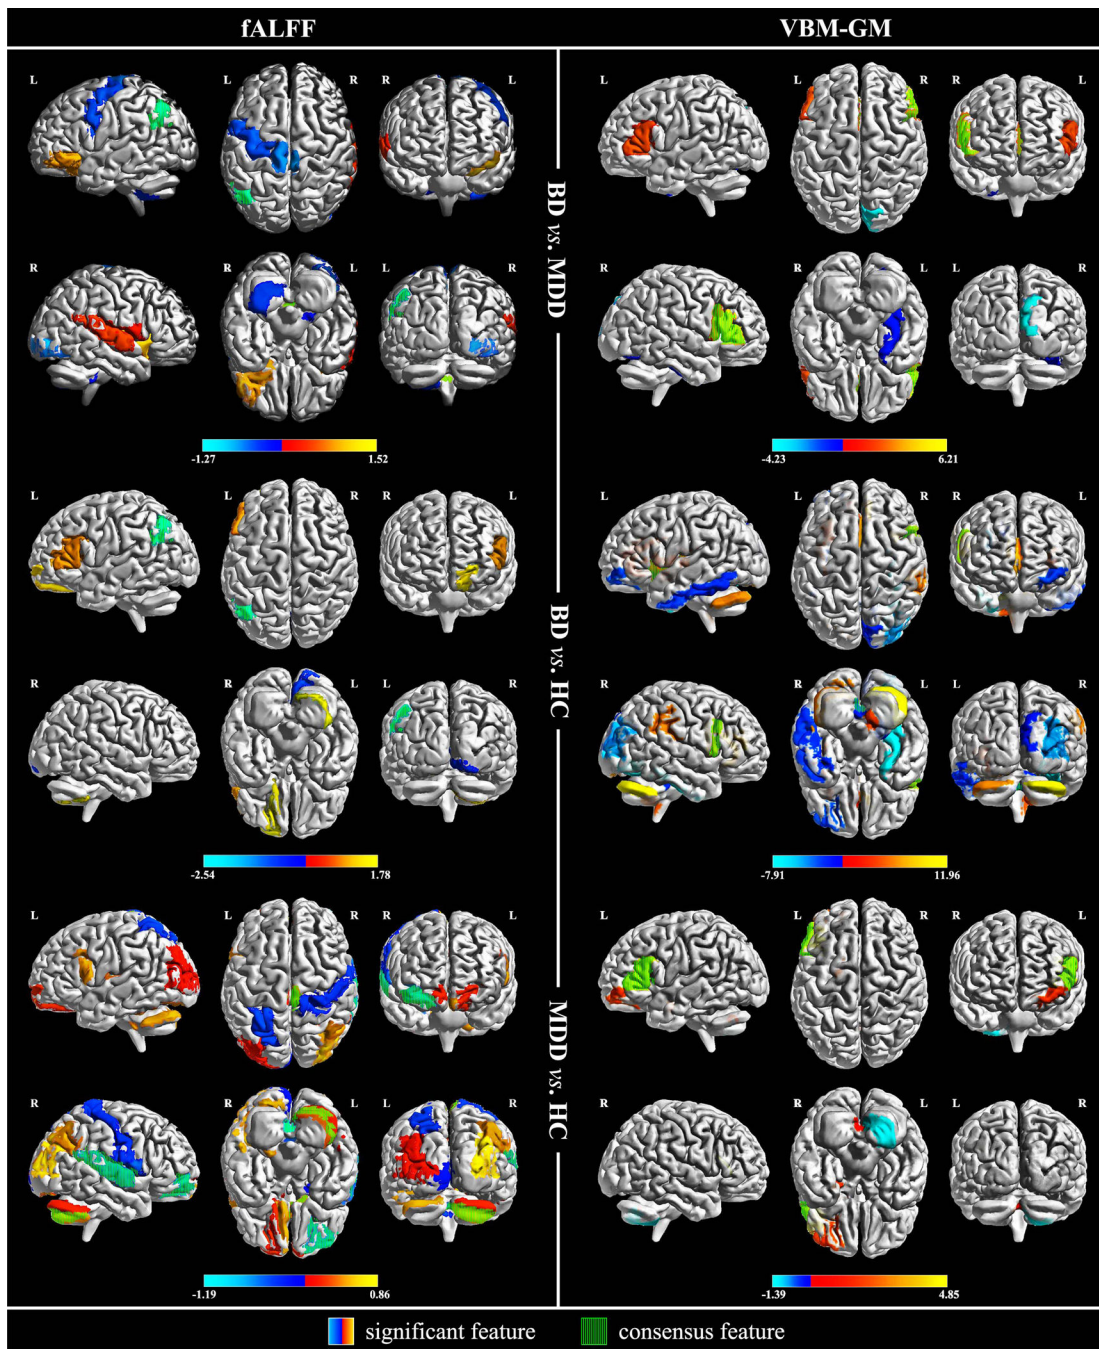 fALFF
VBM-GM
L L R R L
L R R L
BD vs. MDD
R R L L R
R R L L R
-1.27 1.52
-4.23 6.21
L L R R L
L R R L
BD vs. HC
R R L L R
R R L L R
-2.54 1.78
-7.91 11.96
L L R R L
L R R L
MDD vs. HC
R R L L R
R R L L R
-1.19 0.86
-1.39 4.85
significant feature
consensus feature